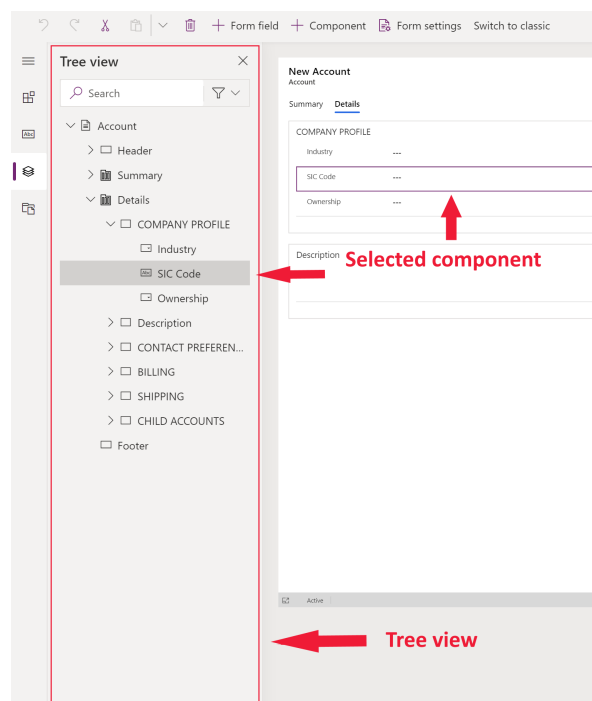 Form field
Component
Form settings
Switch to classic
Tree view
Search
Account
Header
Summary
Details
COMPANY PROFILE
Industry
Abc
SIC Code
Ownership
Description
CONTACT PREFEREN...
BILLING
SHIPPING
CHILD ACCOUNTS
Footer
Abc
New Account
Account
Summary Details
COMPANY PROFILE
Industry ---
SIC Code ---
Ownership ---
Description
Selected component
Active
Tree view